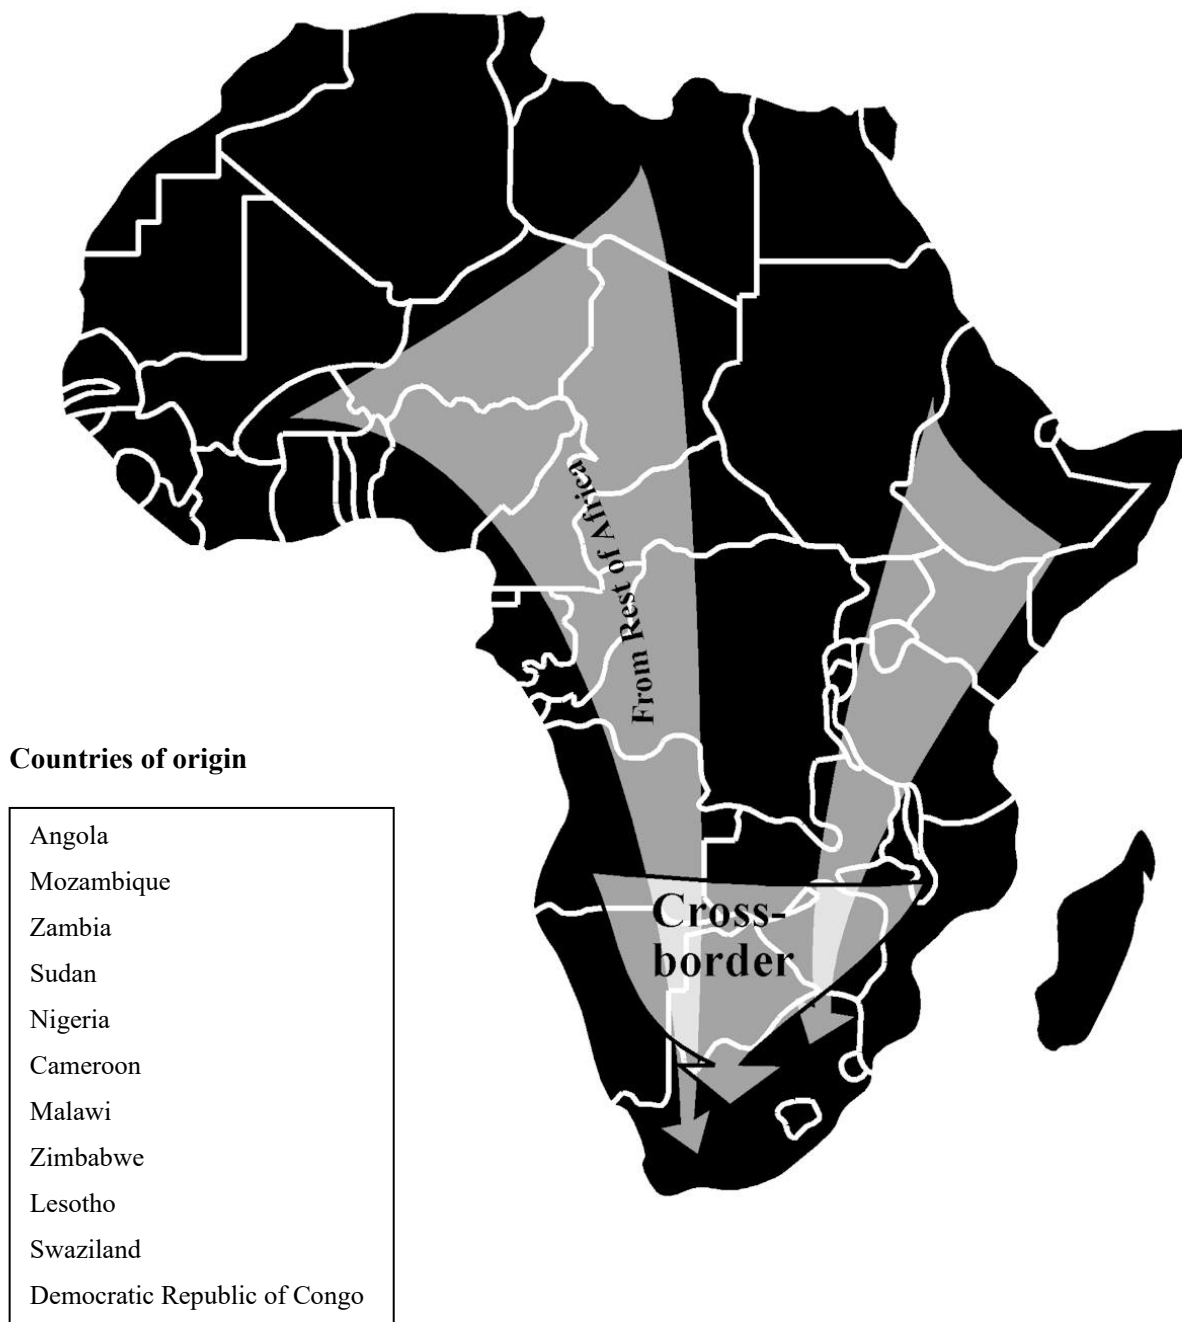 From Rest of Africa
Cross-
border
Countries of origin
Angola
Mozambique
Zambia
Sudan
Nigeria
Cameroon
Malawi
Zimbabwe
Lesotho
Swaziland
Democratic Republic of Congo